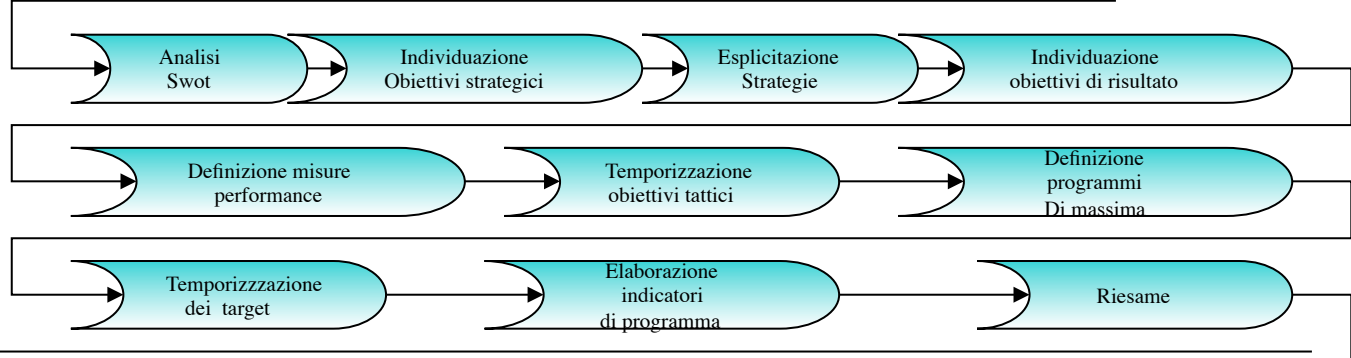 Analisi
Swot
Individuazione
Obiettivi strategici
Esplicitazione
Strategie
Individuazione
obiettivi di risultato
Definizione misure
performance
Temporizzazione
obiettivi tattici
Definizione
programmi
Di massima
Temporizzzazione
dei  target
Elaborazione
indicatori
di programma
Riesame